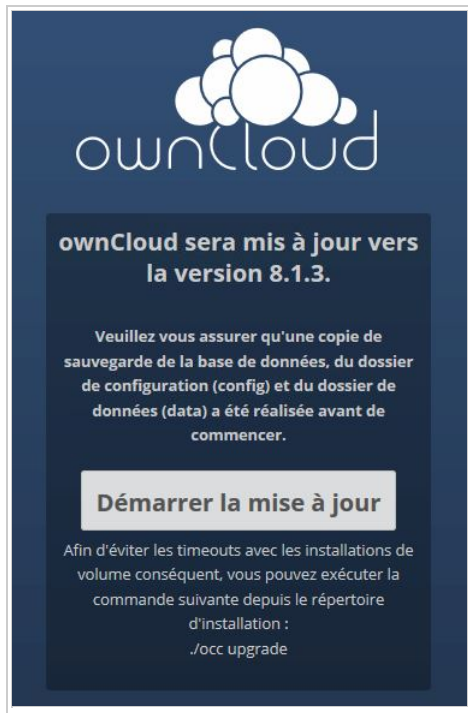 ownCloud
ownCloud sera mis à jour vers
la version 8.1.3.
Veuillez vous assurer qu'une copie de
sauvegarde de la base de données, du dossier
de configuration (config) et du dossier de
données (data) a été réalisée avant de
commencer.
Démarrer la mise à jour
Afin d'éviter les timeouts avec les installations de
volume conséquent, vous pouvez exécuter la
commande suivante depuis le répertoire
d'installation :
./occ upgrade